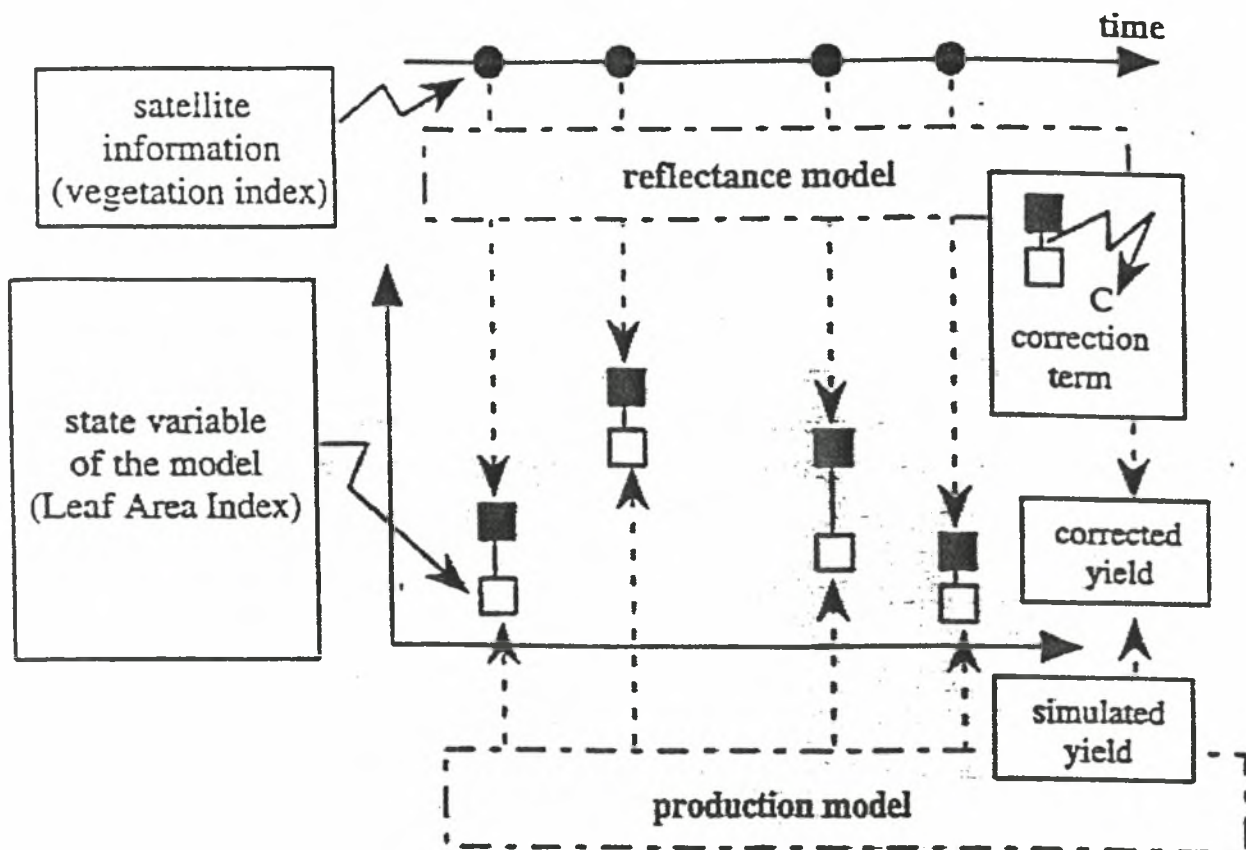 time
satellite
information
(vegetation index)
reflectance model
C
correction
term
state variable
of the model
(Leaf Area Index)
corrected
yield
simulated
yield
production model